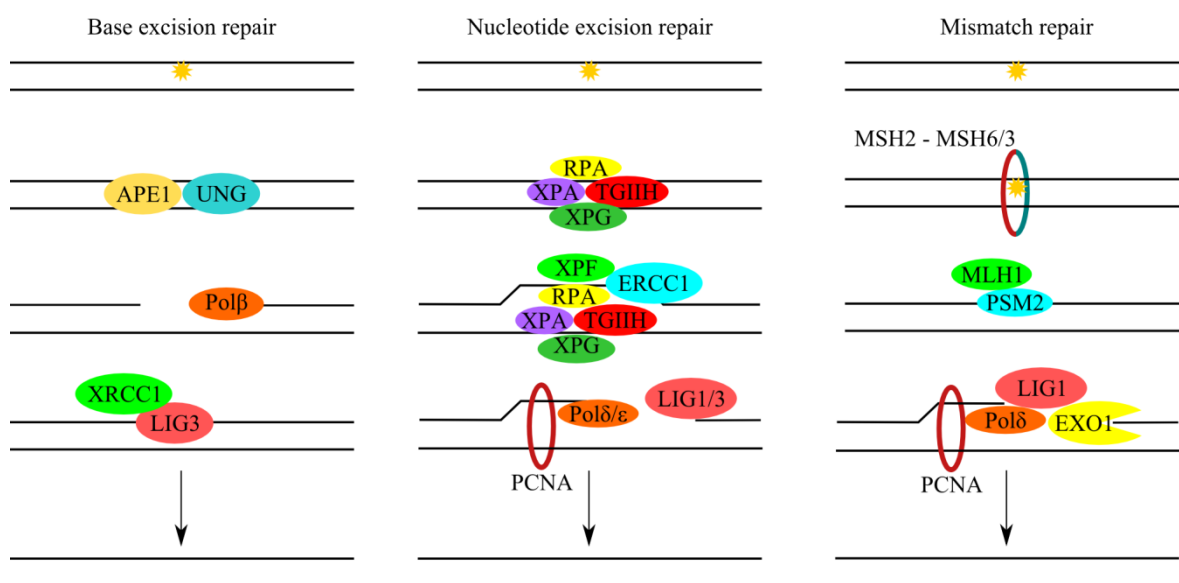 Base excision repair
APE1
UNG
Polβ
XRCC1
LIG3
Nucleotide excision repair
RPA
XPA
TGIIH
XPG
XPF
ERCC1
RPA
XPA
TGIIH
XPG
Polδ/ε
LIG1/3
PCNA
Mismatch repair
MSH2 - MSH6/3
MLH1
PSM2
LIG1
Polδ
EXO1
PCNA